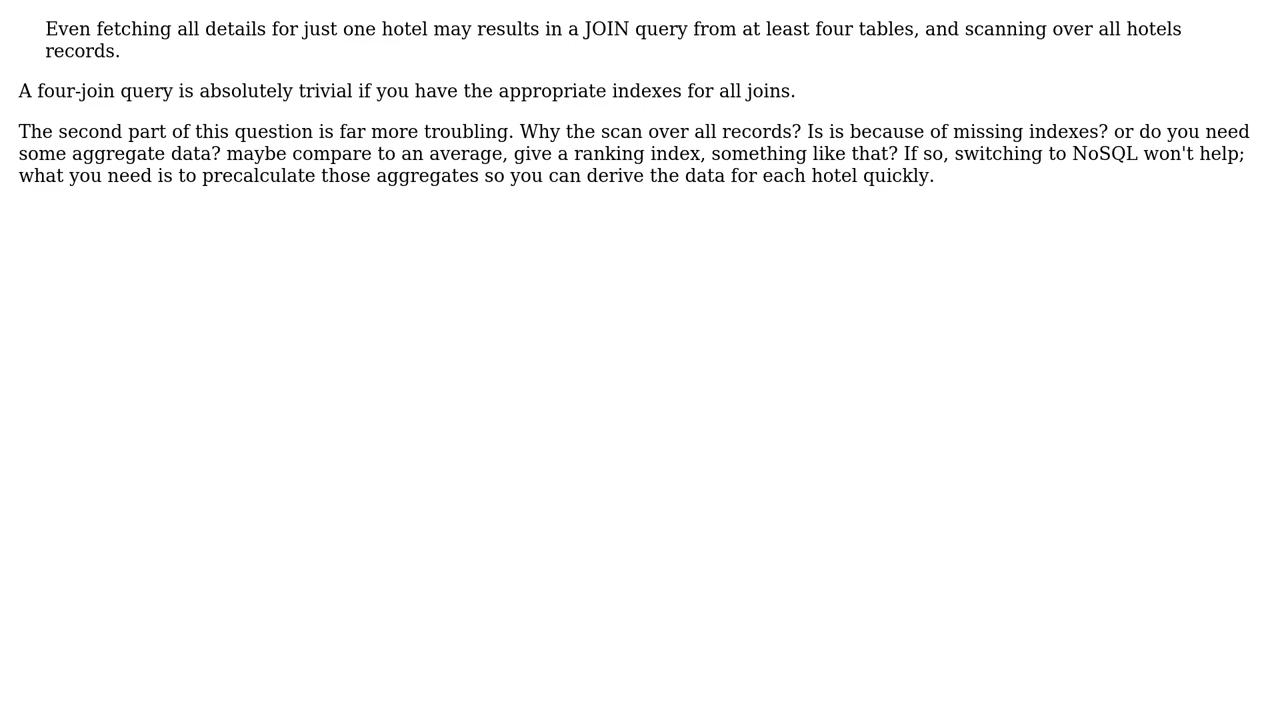 Even fetching all details for just one hotel may results in a JOIN query from at least four tables, and scanning over all hotels
records.
A four-join query is absolutely trivial if you have the appropriate indexes for all joins.
The second part of this question is far more troubling. Why the scan over all records? Is is because of missing indexes? or do you need
some aggregate data? maybe compare to an average, give a ranking index, something like that? If so, switching to NoSQL won't help;
what you need is to precalculate those aggregates so you can derive the data for each hotel quickly.